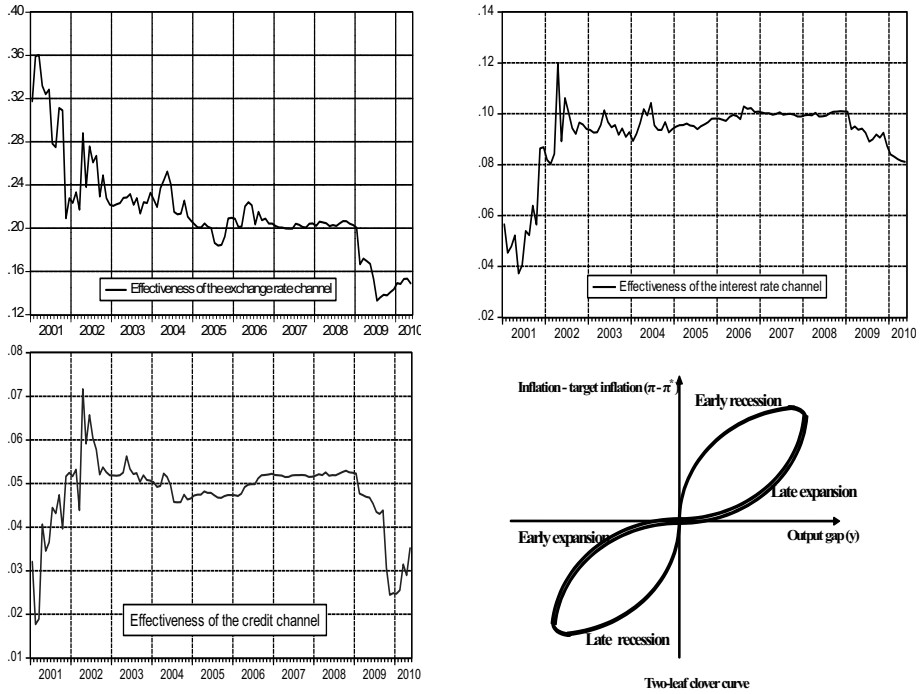 .40
.36
.32
.28
.24
.20
.16
.12
Effectiveness of the exchange rate channel
2001 2002 2003 2004 2005 2006 2007 2008 2009 2010
.14
.12
.10
.08
.06
.04
.02
Effectiveness of the interest rate channel
2001 2002 2003 2004 2005 2006 2007 2008 2009 2010
.08
.07
.06
.05
.04
.03
.02
.01
Effectiveness of the credit channel
2001 2002 2003 2004 2005 2006 2007 2008 2009 2010
Inflation - target inflation (π - π*)
Early recession
Late expansion
Early expansion
Output gap (y)
Late recession
Two-leaf clover curve